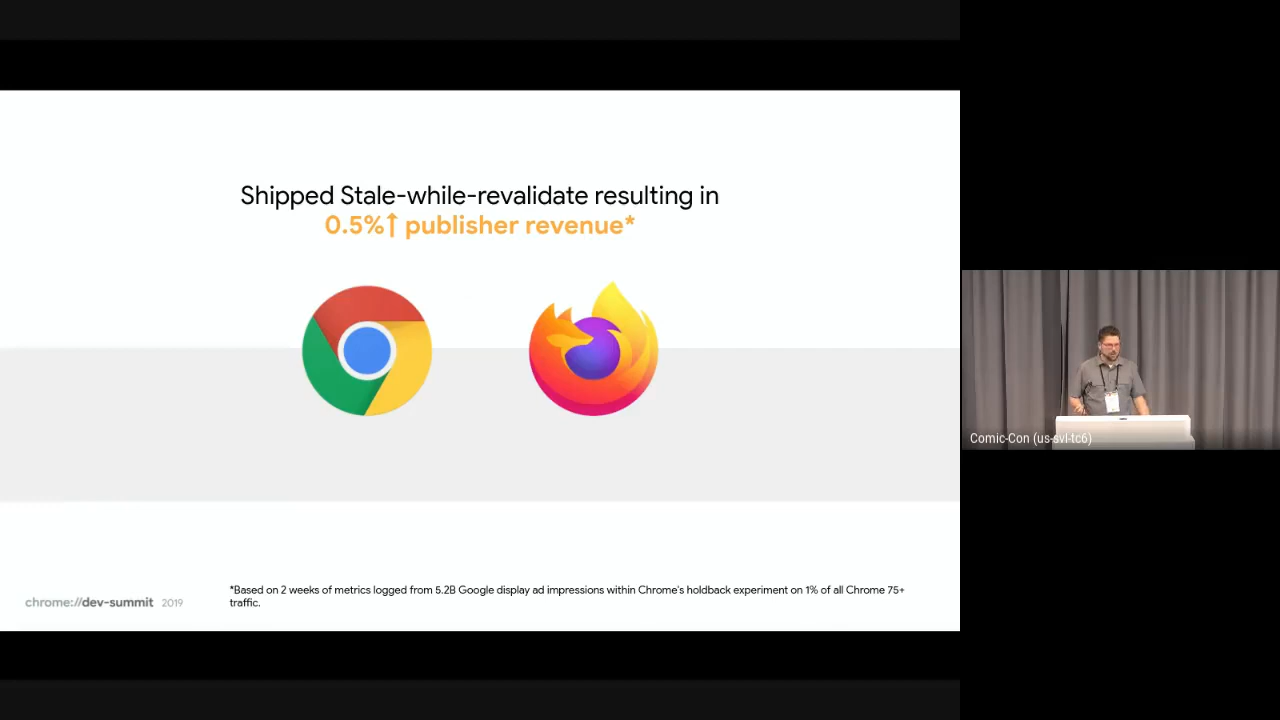 Shipped Stale-while-revalidate resulting in
0.5%↑ publisher revenue*
Comic-Con (us-svl-tc6)
*Based on 2 weeks of metrics logged from 5.2B Google display ad impressions within Chrome's holdback experiment on 1% of all Chrome 75+
traffic.
chrome://dev-summit 2019